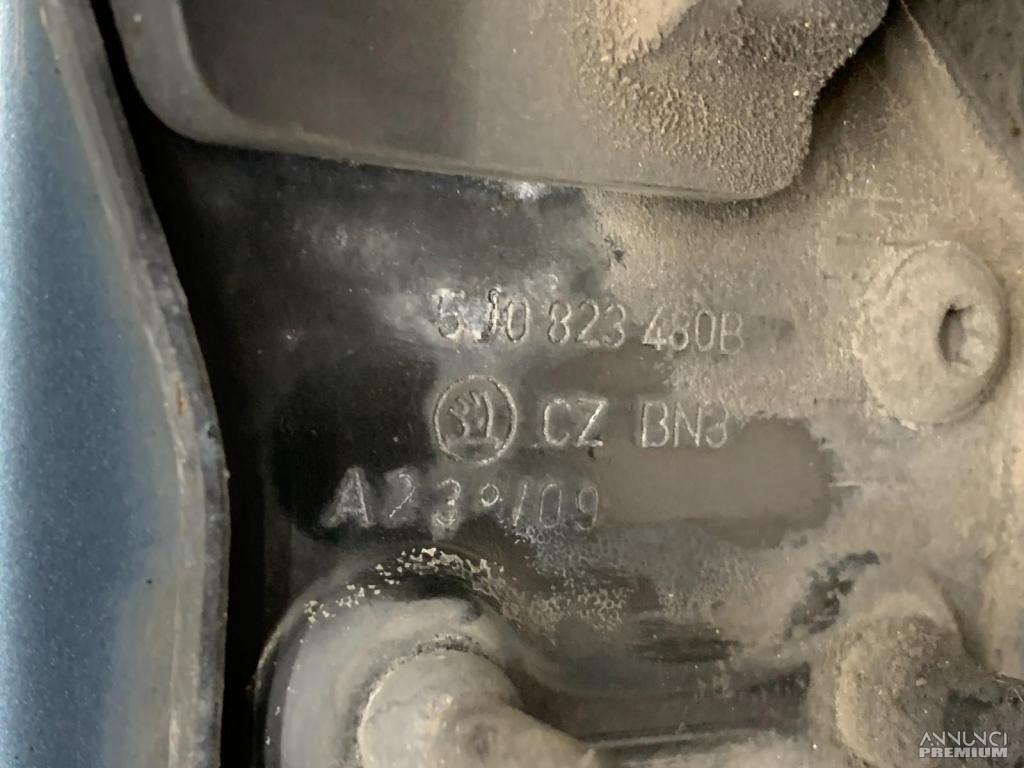 5J0 823 480B
CZ BN3
A23°/09
ANNUNCI
PREMIUM